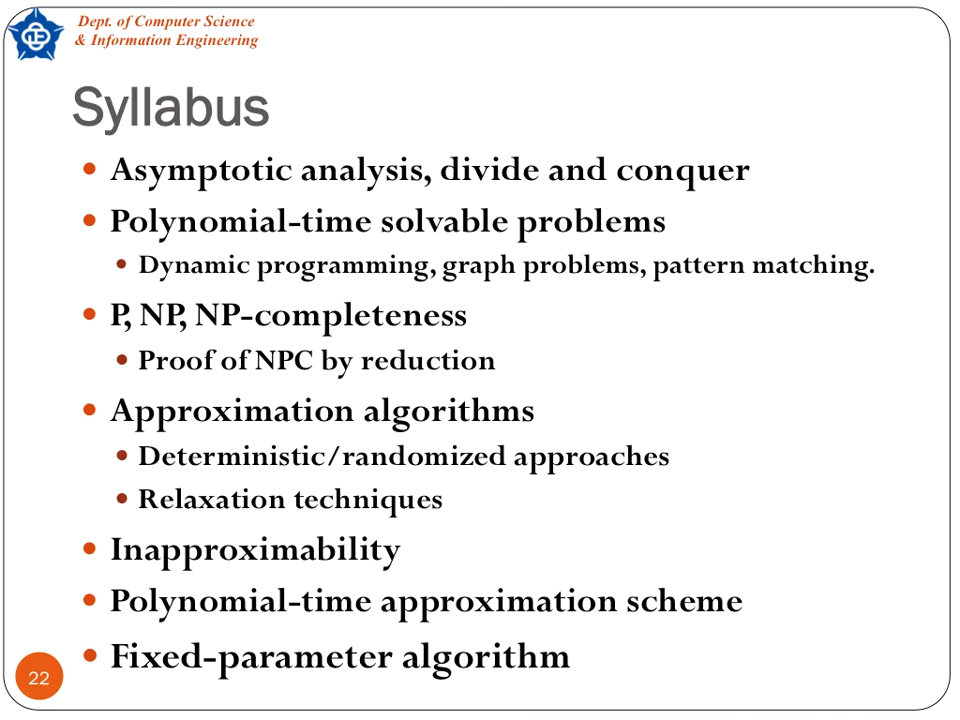 Dept. of Computer Science
& Information Engineering
Syllabus
Asymptotic analysis, divide and conquer
Polynomial-time solvable problems
Dynamic programming, graph problems, pattern matching.
P, NP, NP-completeness
Proof of NPC by reduction
Approximation algorithms
Deterministic/randomized approaches
Relaxation techniques
Inapproximability
Polynomial-time approximation scheme
Fixed-parameter algorithm
22